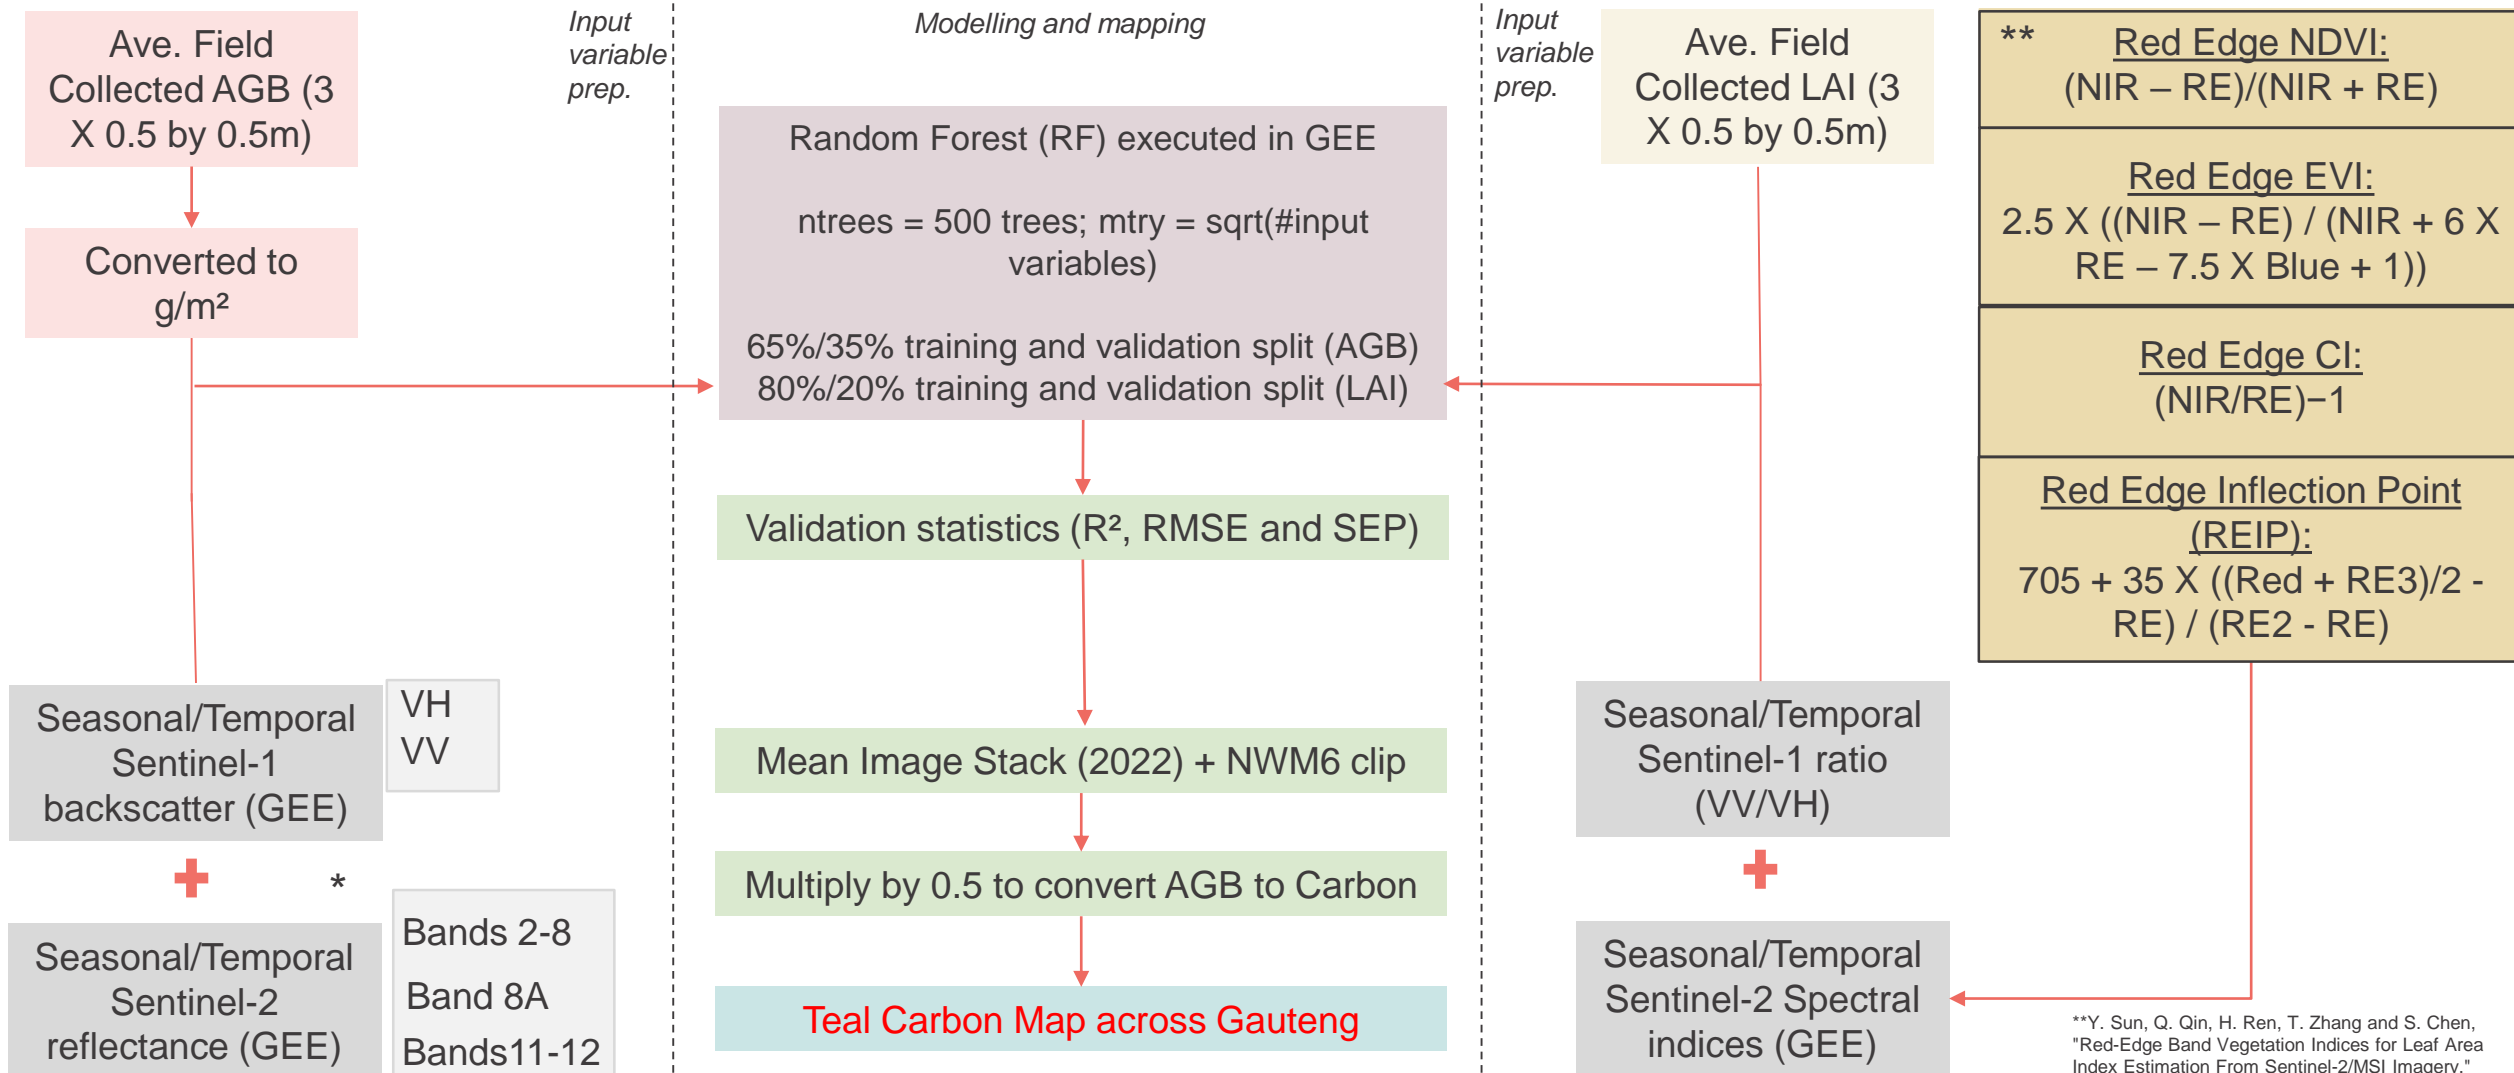 Ave. Field
Collected AGB (3
X 0.5 by 0.5m)
Converted to
g/m²
Seasonal/Temporal
Sentinel-1
backscatter (GEE)
VH
VV
*
Seasonal/Temporal
Sentinel-2
reflectance (GEE)
Bands 2-8
Band 8A
Bands11-12
Input
variable
prep.
Modelling and mapping
Random Forest (RF) executed in GEE
ntrees = 500 trees; mtry = sqrt(#input
variables)
65%/35% training and validation split (AGB)
80%/20% training and validation split (LAI)
Validation statistics (R², RMSE and SEP)
Mean Image Stack (2022) + NWM6 clip
Multiply by 0.5 to convert AGB to Carbon
Teal Carbon Map across Gauteng
Input
variable
prep.
Ave. Field
Collected LAI (3
X 0.5 by 0.5m)
Seasonal/Temporal
Sentinel-1 ratio
(VV/VH)
Seasonal/Temporal
Sentinel-2 Spectral
indices (GEE)
** Red Edge NDVI:
(NIR – RE)/(NIR + RE)
Red Edge EVI:
2.5 X ((NIR – RE) / (NIR + 6 X
RE – 7.5 X Blue + 1))
Red Edge CI:
(NIR/RE)−1
Red Edge Inflection Point
(REIP):
705 + 35 X ((Red + RE3)/2 -
RE) / (RE2 - RE)
**Y. Sun, Q. Qin, H. Ren, T. Zhang and S. Chen,
"Red-Edge Band Vegetation Indices for Leaf Area
Index Estimation From Sentinel-2/MSI Imagery."